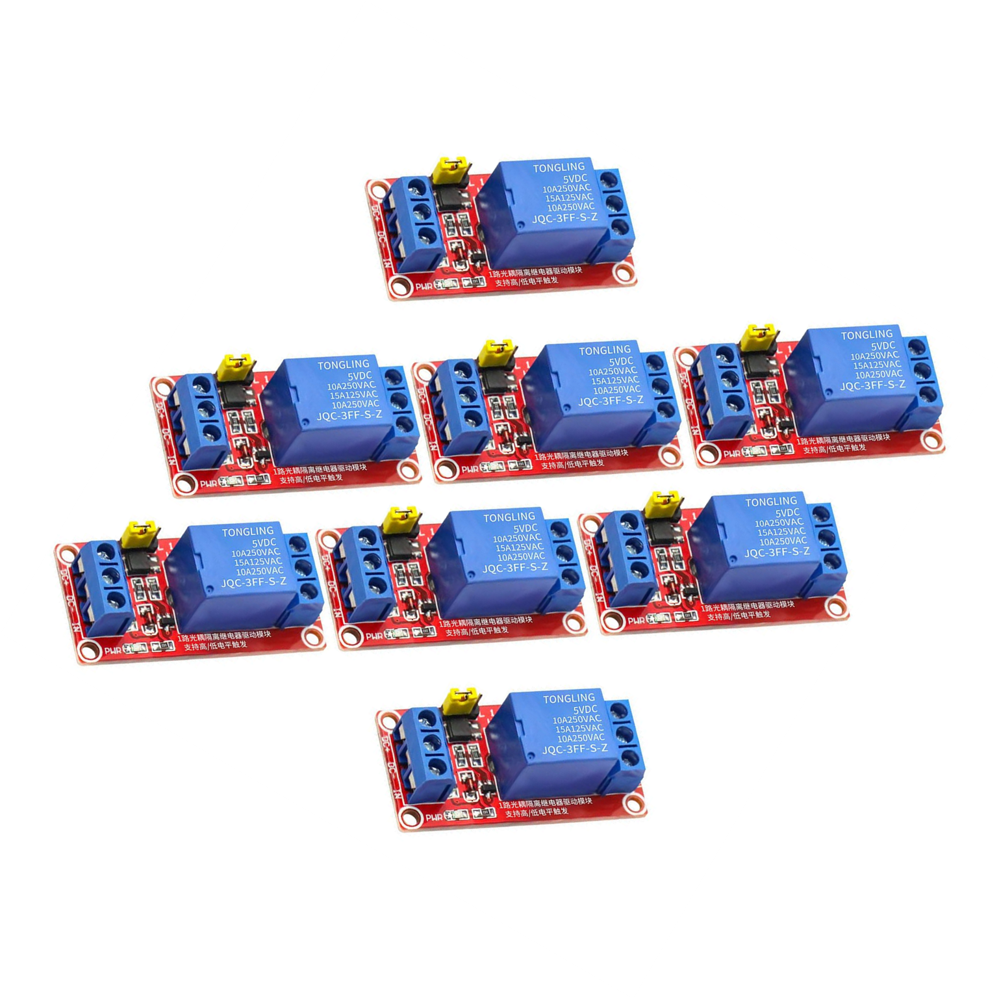 TONGLING
5VDC
10A250VAC
15A125VAC
10A250VAC
JQC-3FF-S-Z
DC+
DC-
IN
PWR
1路光耦隔离继电器驱动模块
支持高/低电平触发
TONGLING
5VDC
10A250VAC
15A125VAC
10A250VAC
JQC-3FF-S-Z
DC+
DC-
IN
PWR
1路光耦隔离继电器驱动模块
支持高/低电平触发
TONGLING
5VDC
10A250VAC
15A125VAC
10A250VAC
JQC-3FF-S-Z
DC+
DC-
IN
PWR
1路光耦隔离继电器驱动模块
支持高/低电平触发
TONGLING
5VDC
10A250VAC
15A125VAC
10A250VAC
JQC-3FF-S-Z
DC+
DC-
IN
PWR
1路光耦隔离继电器驱动模块
支持高/低电平触发
TONGLING
5VDC
10A250VAC
15A125VAC
10A250VAC
JQC-3FF-S-Z
DC+
DC-
IN
PWR
1路光耦隔离继电器驱动模块
支持高/低电平触发
TONGLING
5VDC
10A250VAC
15A125VAC
10A250VAC
JQC-3FF-S-Z
DC+
DC-
IN
PWR
1路光耦隔离继电器驱动模块
支持高/低电平触发
TONGLING
5VDC
10A250VAC
15A125VAC
10A250VAC
JQC-3FF-S-Z
DC+
DC-
IN
PWR
1路光耦隔离继电器驱动模块
支持高/低电平触发
TONGLING
5VDC
10A250VAC
15A125VAC
10A250VAC
JQC-3FF-S-Z
DC+
DC-
IN
PWR
1路光耦隔离继电器驱动模块
支持高/低电平触发